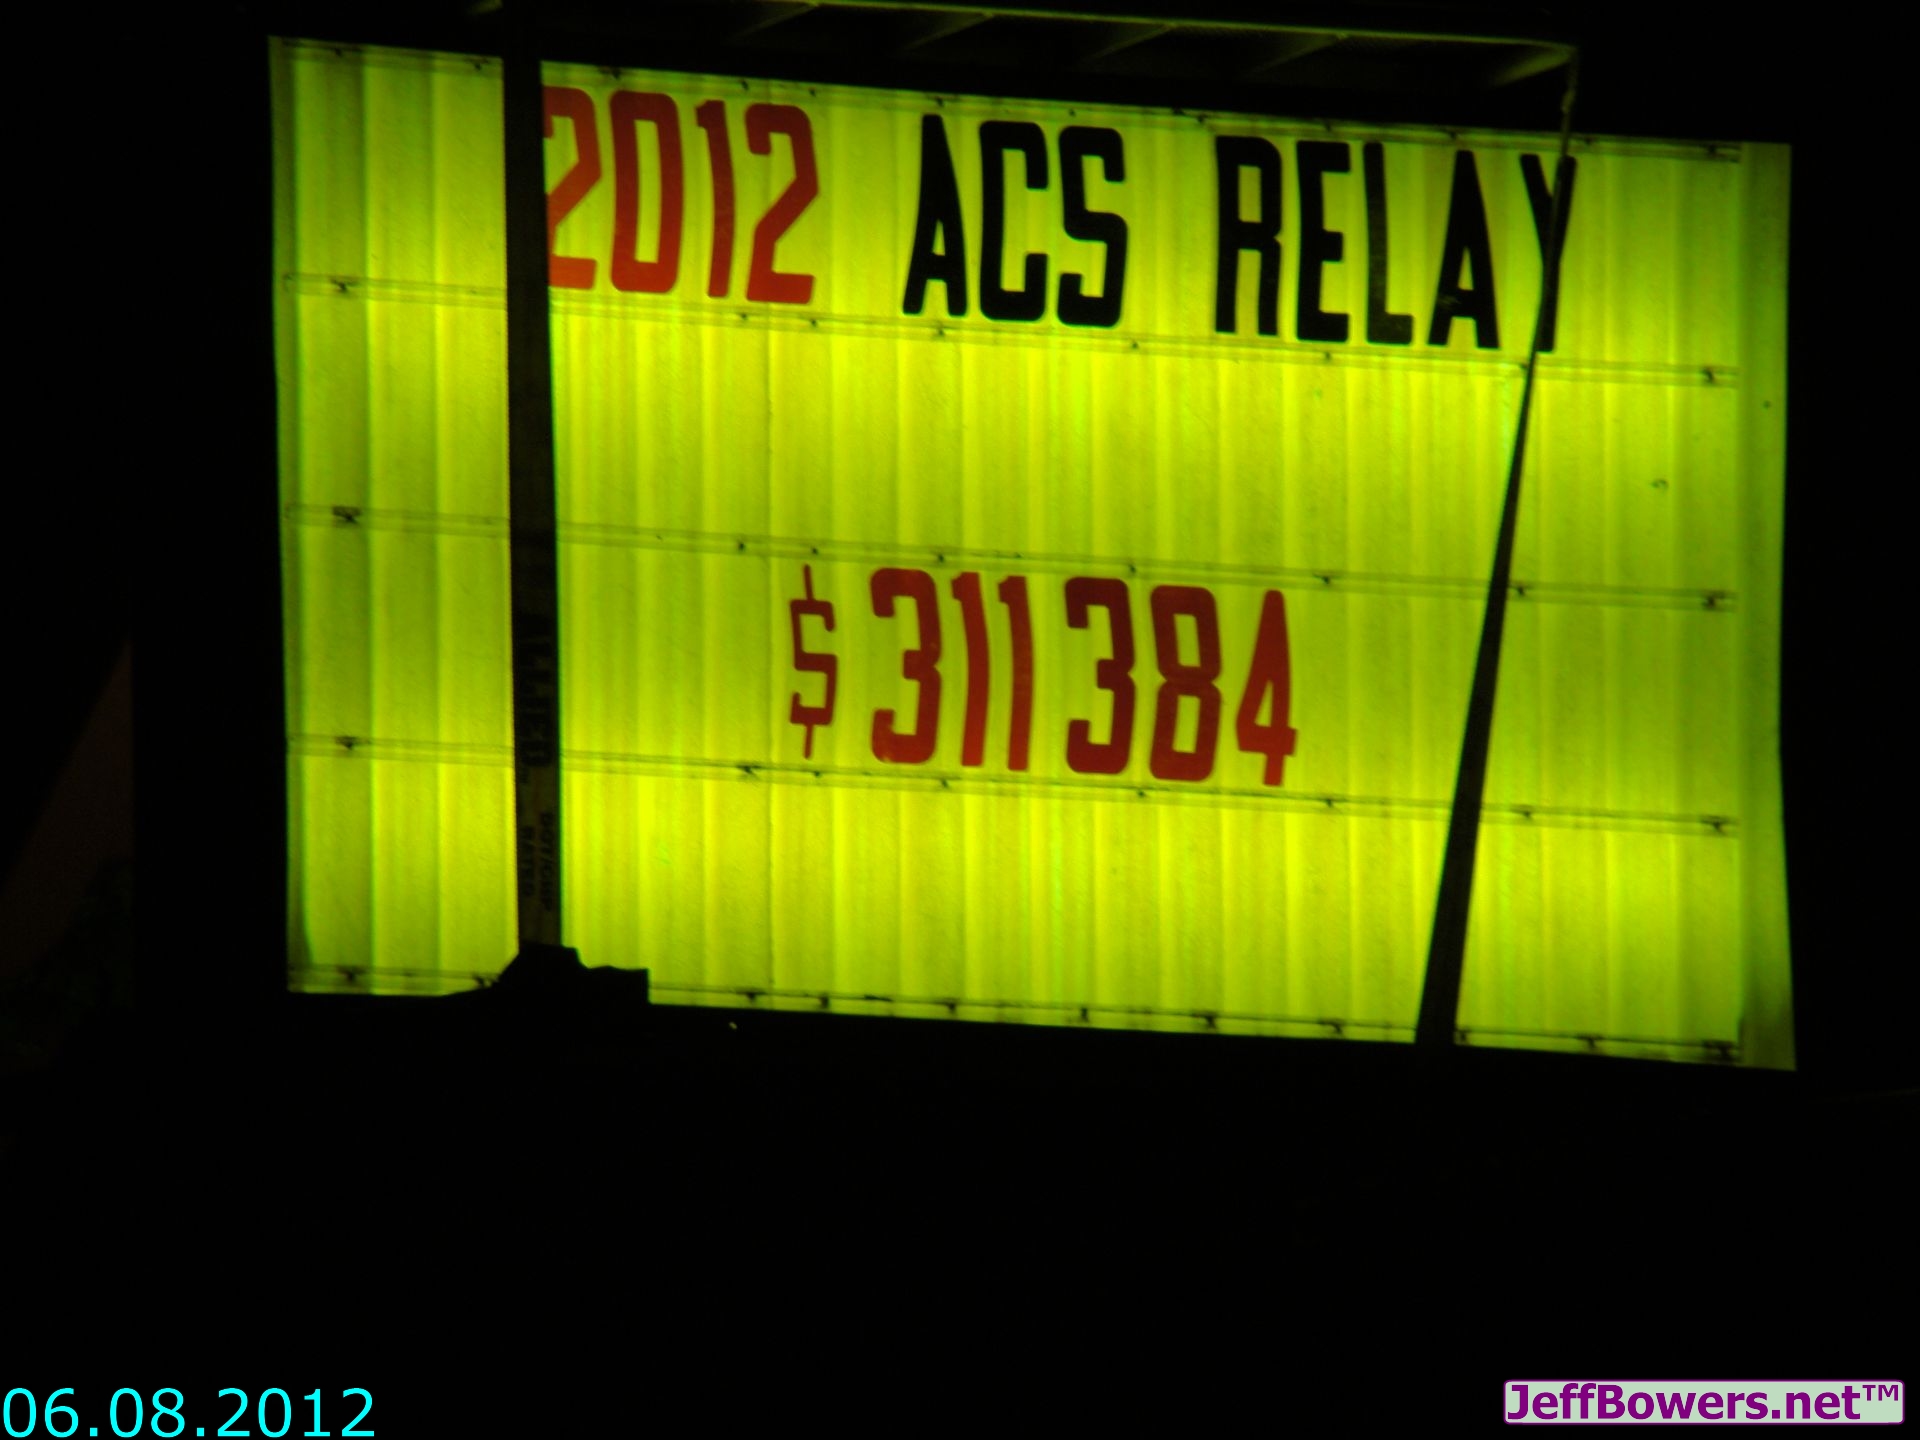 2012 ACS RELAY
$311384
06.08.2012
JeffBowers.net™